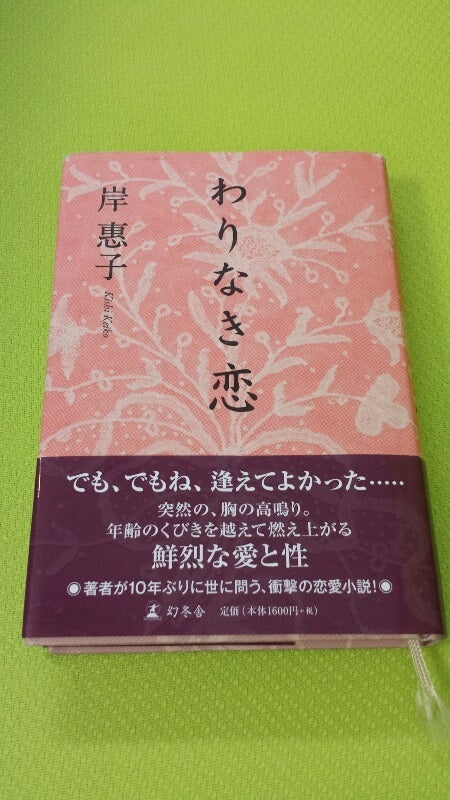 わりなき恋
岸 惠子
Kishi Keiko
でも、でもね、逢えてよかった……
突然の、胸の高鳴り。
年齢のくびきを越えて燃え上がる
鮮烈な愛と性
◉著者が10年ぶりに世に問う、衝撃の恋愛小説!◉
幻冬舎 定価(本体1600円+税)